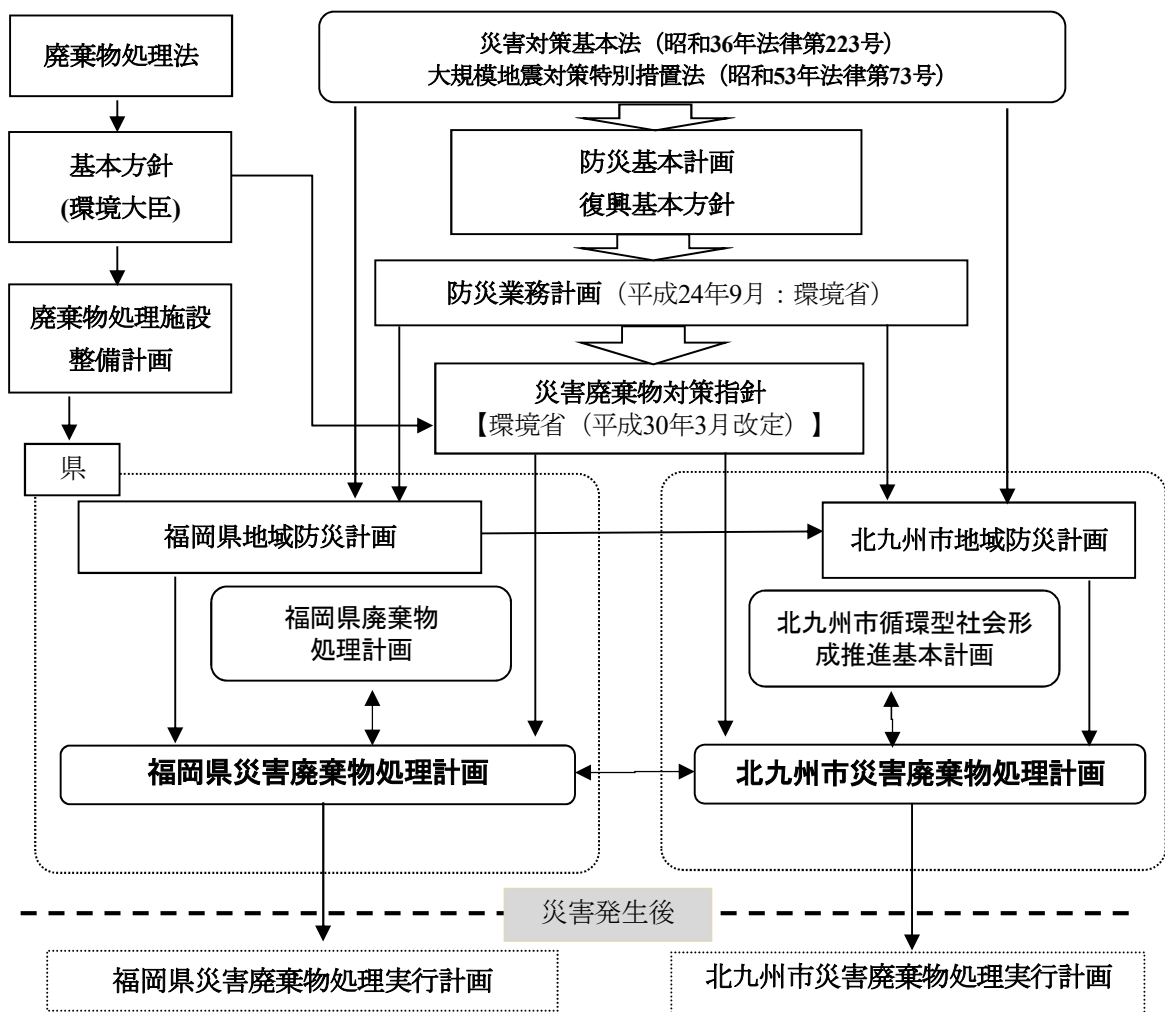 廃棄物処理法
災害対策基本法（昭和36年法律第223号）
大規模地震対策特別措置法（昭和53年法律第73号）
基本方針
(環境大臣)
防災基本計画
復興基本方針
防災業務計画（平成24年9月：環境省）
廃棄物処理施設
整備計画
災害廃棄物対策指針
【環境省（平成30年3月改定）】
県
福岡県地域防災計画
北九州市地域防災計画
福岡県廃棄物
処理計画
北九州市循環型社会形
成推進基本計画
福岡県災害廃棄物処理計画
北九州市災害廃棄物処理計画
災害発生後
福岡県災害廃棄物処理実行計画
北九州市災害廃棄物処理実行計画